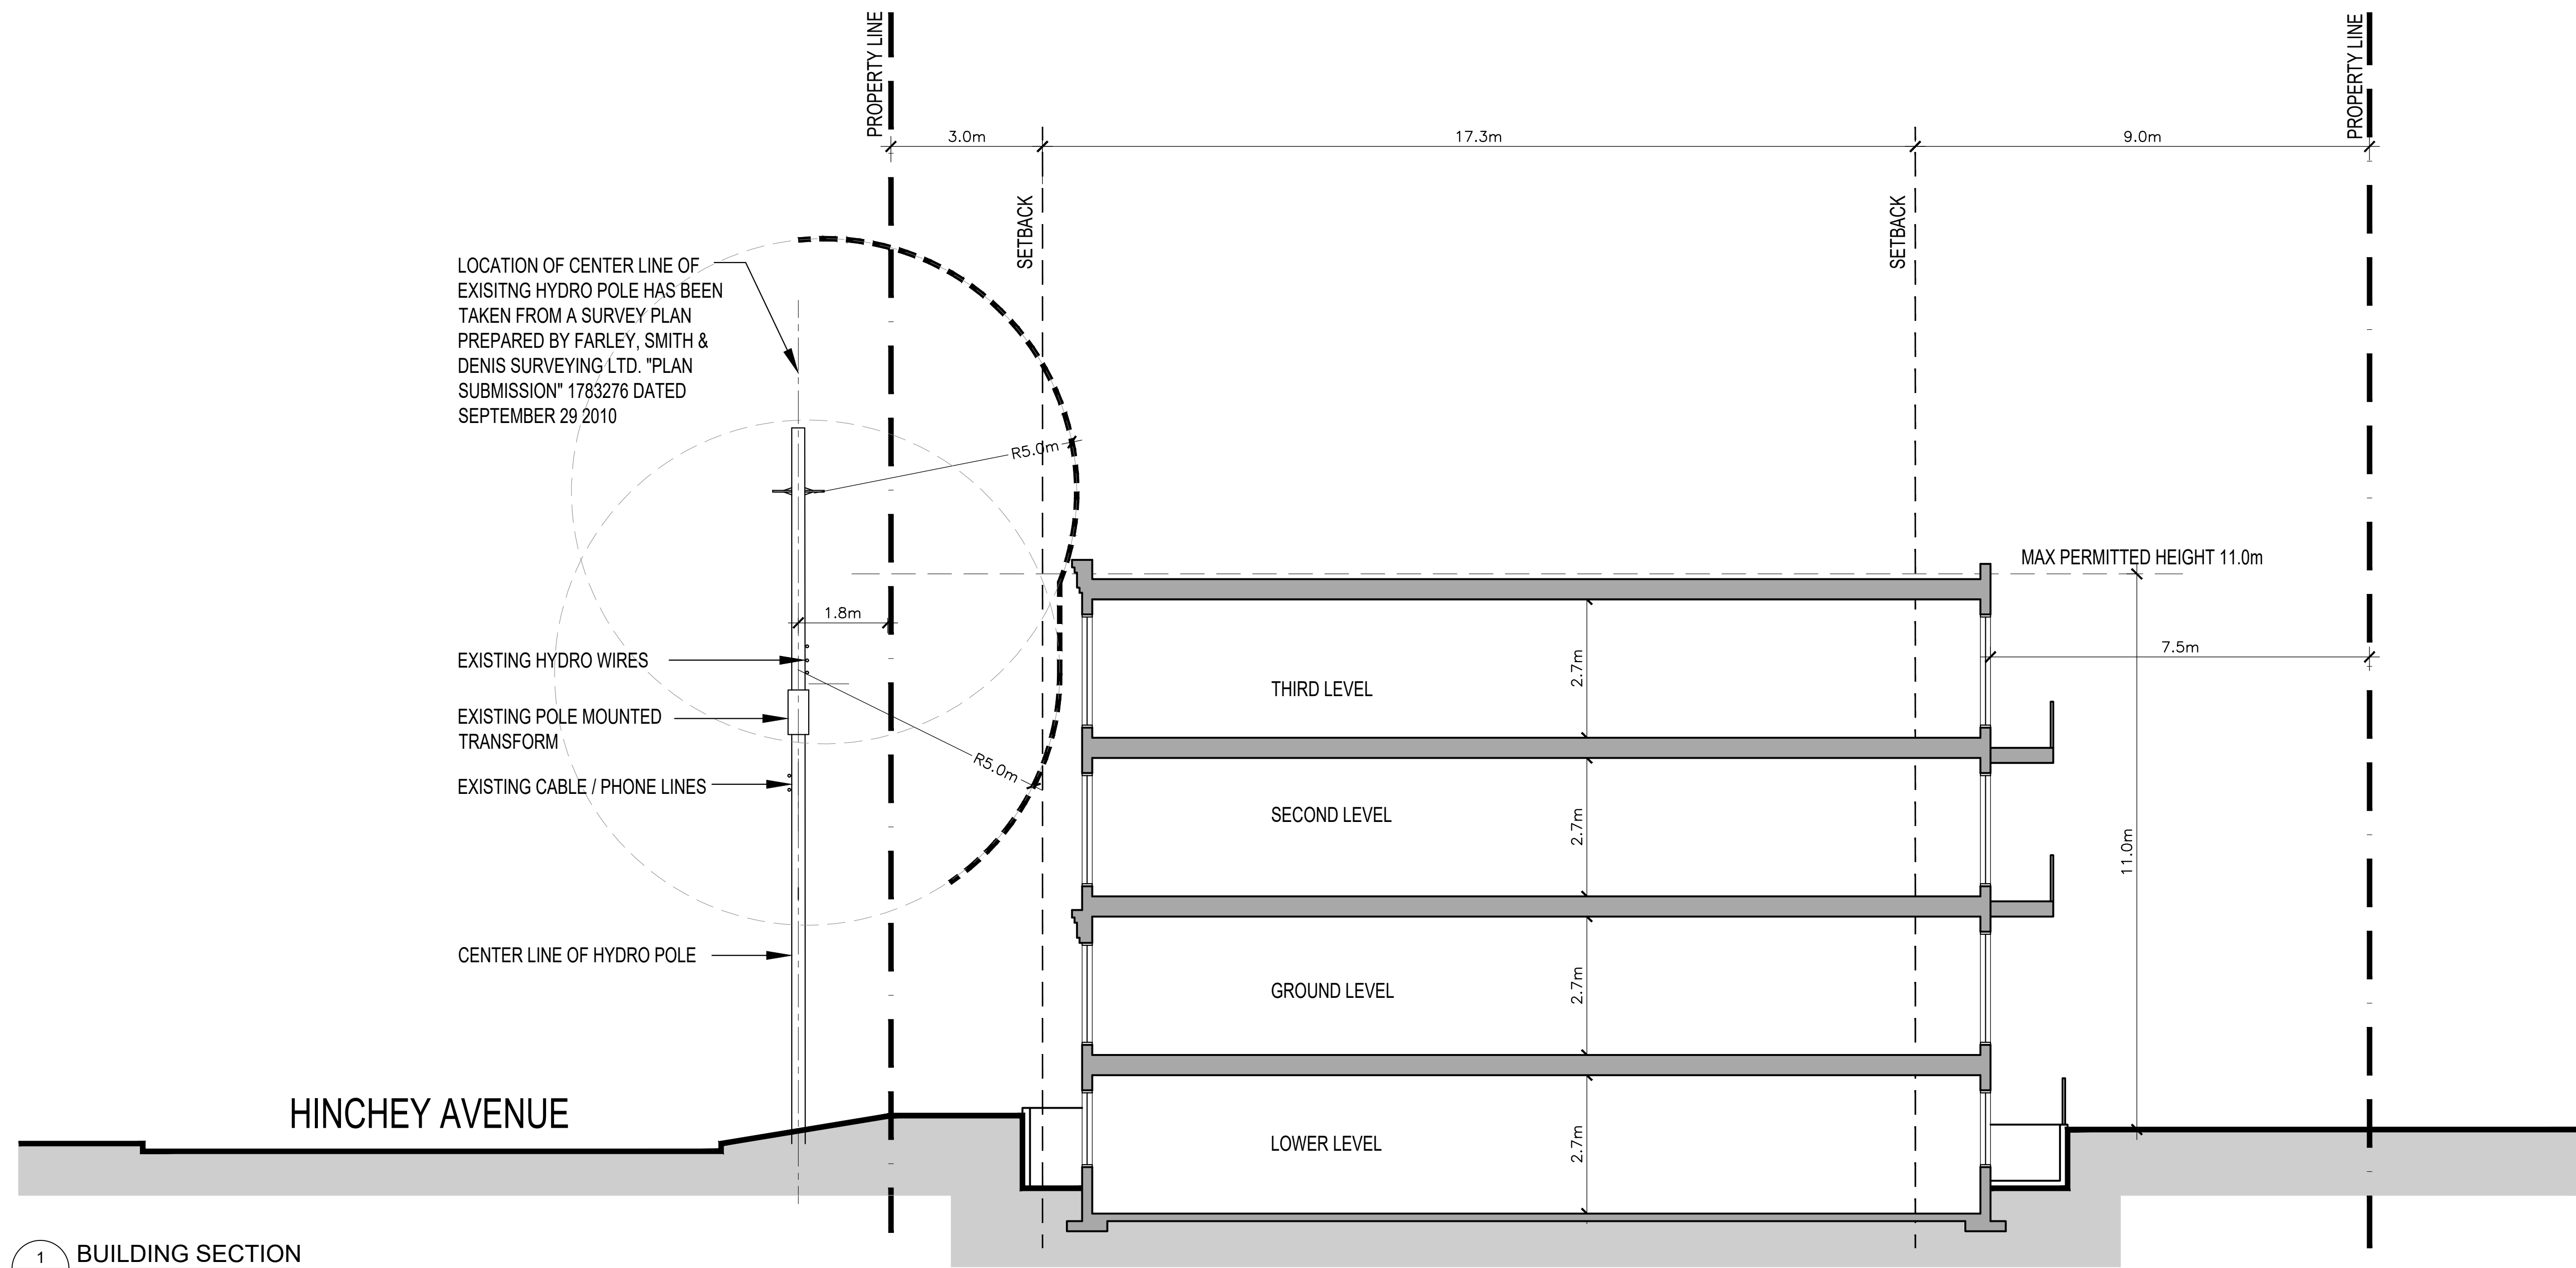 PROPERTY LINE
PROPERTY LINE
3.0m
17.3m
9.0m
SETBACK
SETBACK
LOCATION OF CENTER LINE OF
EXISITNG HYDRO POLE HAS BEEN
TAKEN FROM A SURVEY PLAN
PREPARED BY FARLEY, SMITH &
DENIS SURVEYING LTD. "PLAN
SUBMISSION" 1783276 DATED
SEPTEMBER 29 2010
R5.0m
MAX PERMITTED HEIGHT 11.0m
1.8m
7.5m
EXISTING HYDRO WIRES
2.7m
THIRD LEVEL
EXISTING POLE MOUNTED
TRANSFORM
R5.0m
EXISTING CABLE / PHONE LINES
SECOND LEVEL
2.7m
11.0m
CENTER LINE OF HYDRO POLE
GROUND LEVEL
2.7m
HINCHEY AVENUE
LOWER LEVEL
2.7m
1
BUILDING SECTION